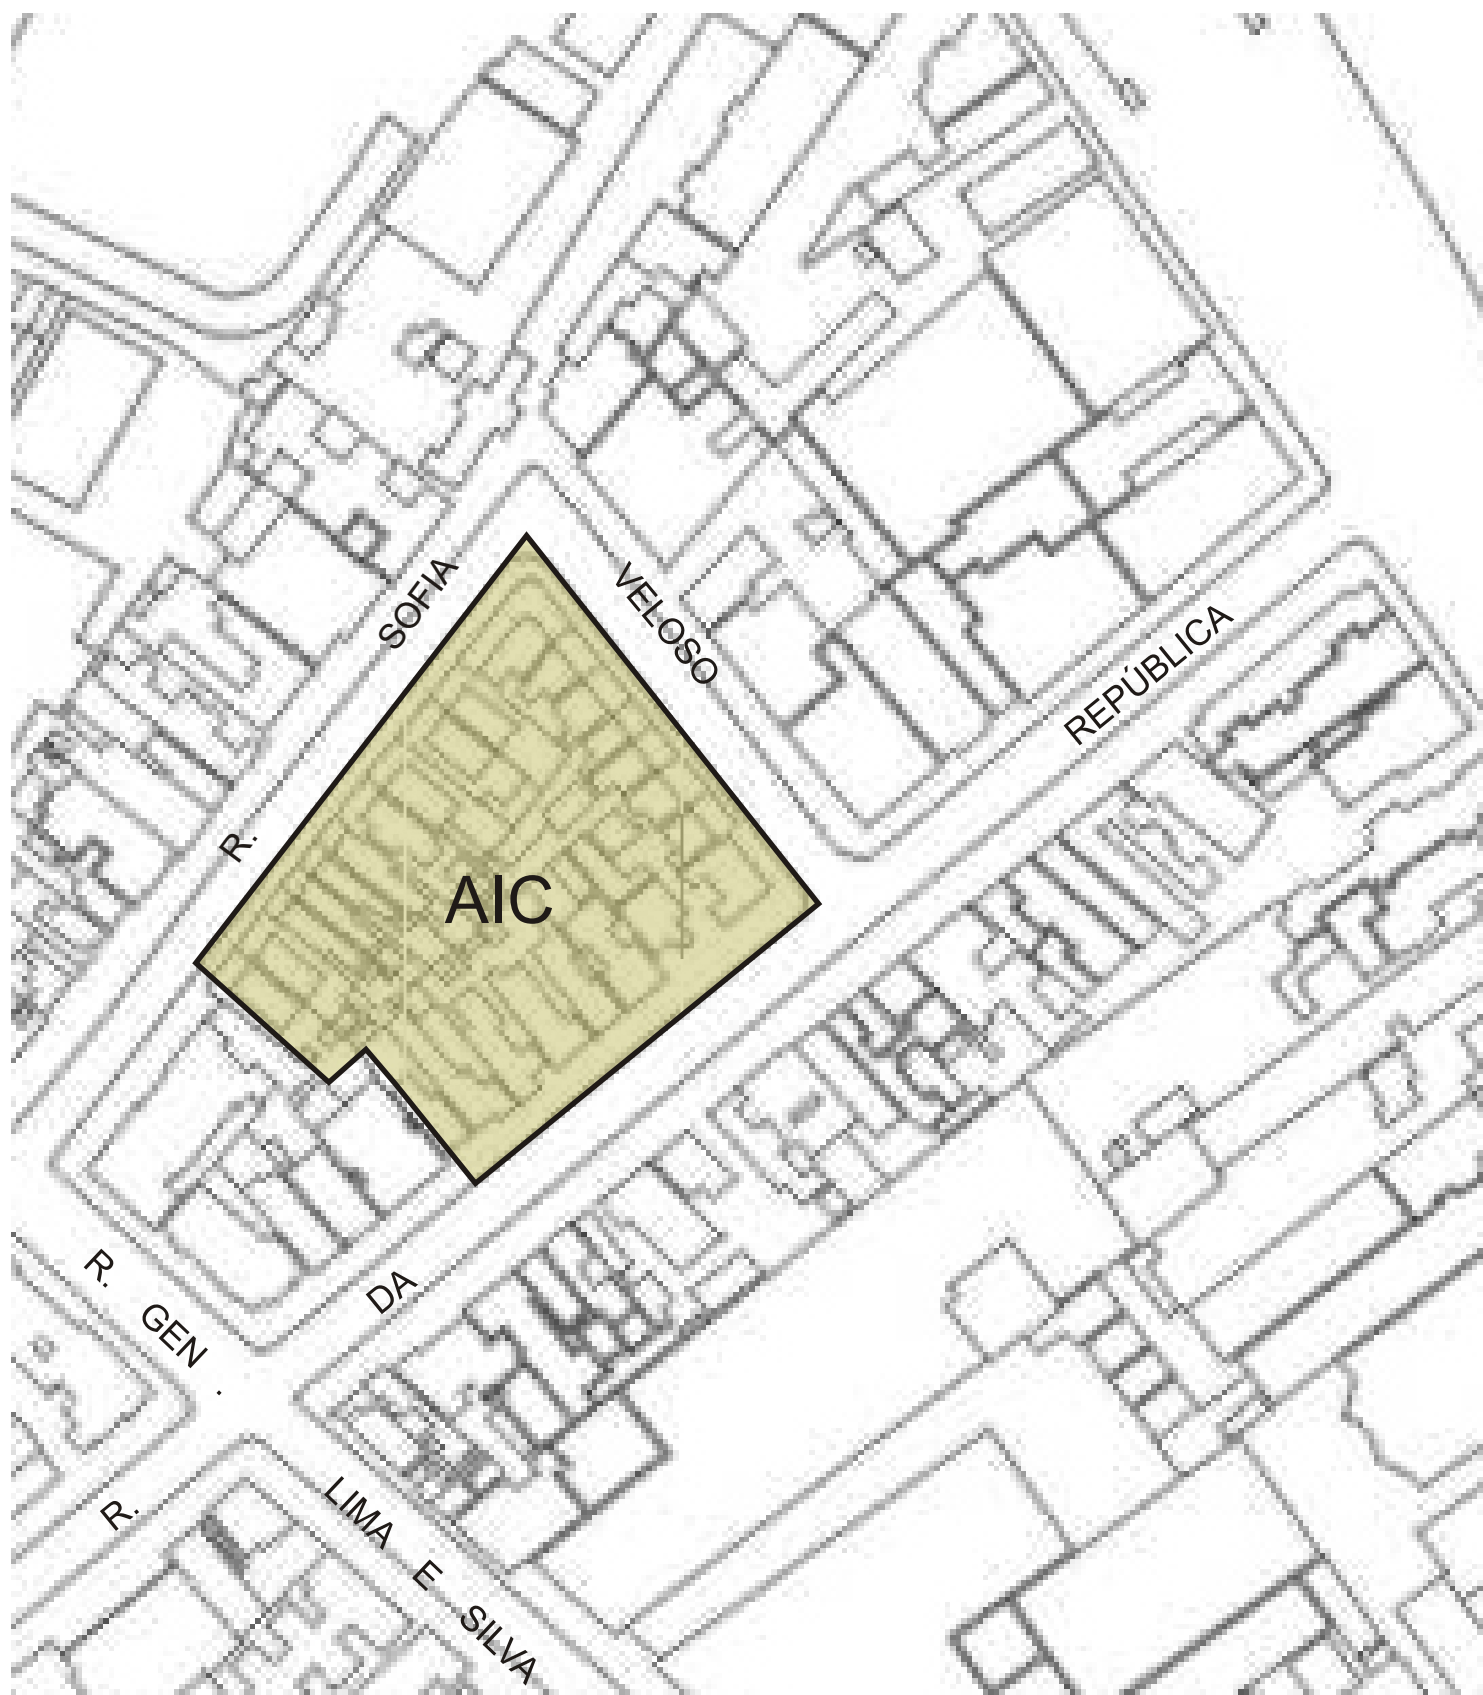 R. SOFIA VELOSO
AIC
R. DA REPÚBLICA
R. GEN . LIMA E SILVA